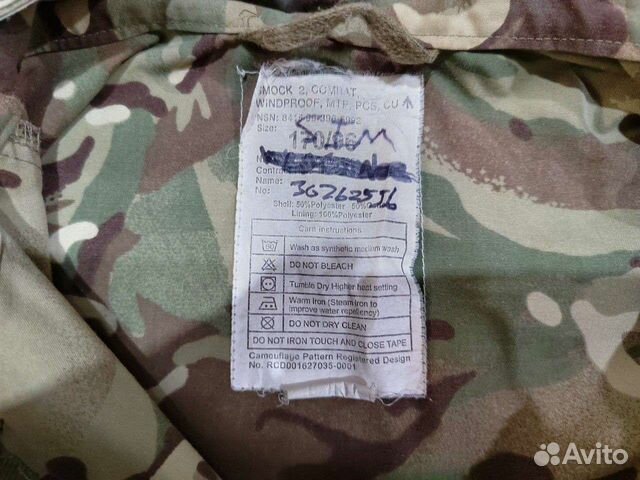 SMOCK 2, COMBAT,
WINDPROOF, MTP, PCS, CU
NSN: 8415-99-
Size: 170/
Name:
No: 30262556
Shell: 50%Polyester 50%
Lining: 100%Polyester
Care instructions
Wash as synthetic medium wash
DO NOT BLEACH
Tumble Dry Higher heat setting
Warm Iron (Steam iron to
improve water repellency)
DO NOT DRY CLEAN
DO NOT IRON TOUCH AND CLOSE TAPE
Camouflage Pattern Registered Design
No. RCD001627035-0001
Avito